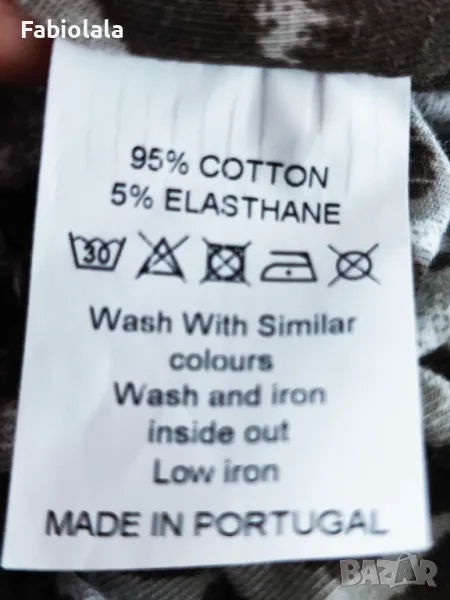 Fabiolala
95% COTTON
5% ELASTHANE
30
Wash With Similar
colours
Wash and iron
inside out
Low iron
MADE IN PORTUGAL
BAZAR